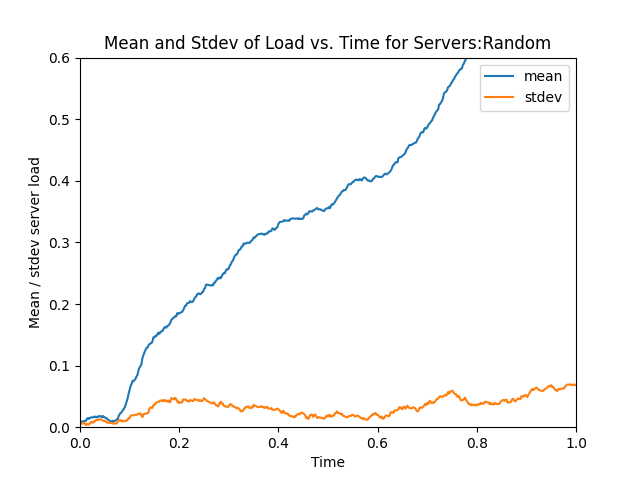 Mean and Stdev of Load vs. Time for Servers:Random
mean
stdev
Mean / stdev server load
0.6
0.5
0.4
0.3
0.2
0.1
0.0
0.0 0.2 0.4 0.6 0.8 1.0
Time